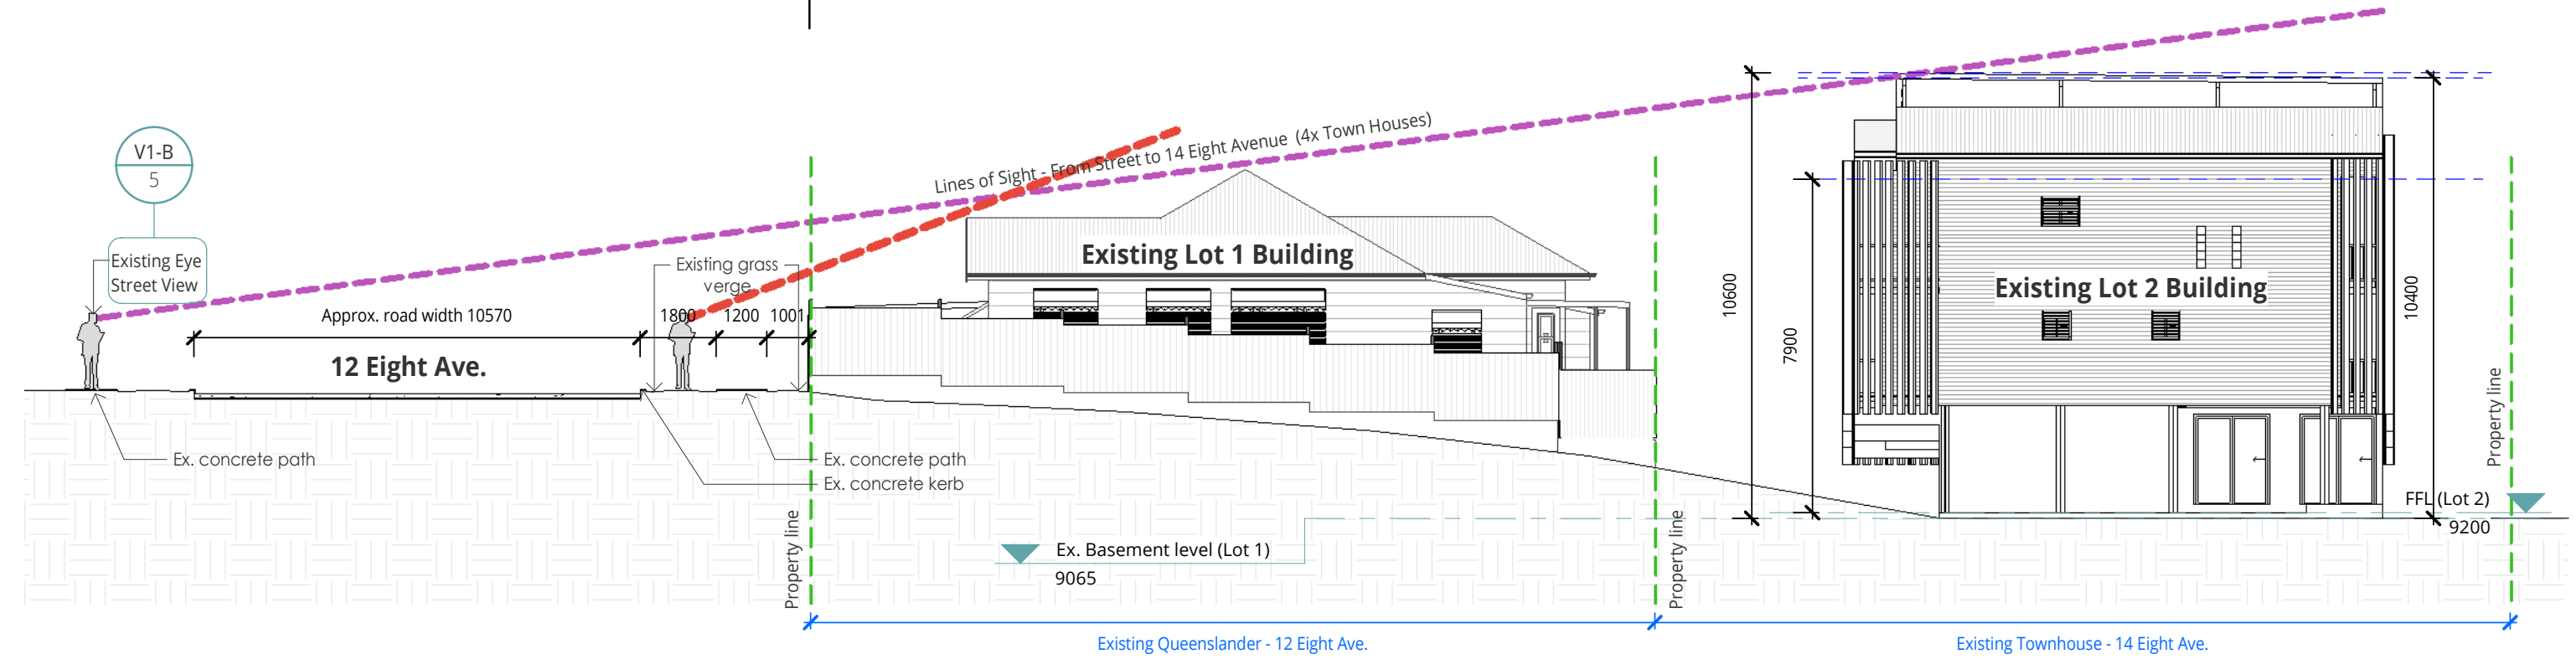 Lines of Sight - From Street to 14 Eight Avenue (4x Town Houses)
V1-B
5
Existing Eye
Street View
Existing grass
verge
Approx. road width 10570
1800
1200
1001
12 Eight Ave.
Existing Lot 1 Building
Existing Lot 2 Building
10600
7900
10400
Property line
Ex. concrete path
Ex. concrete path
Ex. concrete kerb
FFL (Lot 2)
9200
Property line
Property line
Ex. Basement level (Lot 1)
9065
Existing Queenslander - 12 Eight Ave.
Existing Townhouse - 14 Eight Ave.